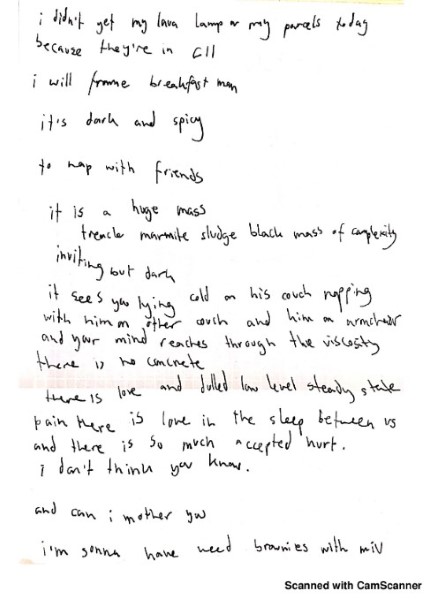 i didn't get my lava lamp or my parcels today
because they're in C11
i will frame breakfast man
it's dark and spicy
to nap with friends
it is a huge mass
treacle marmite sludge black mass of complexity
inviting but dark
it sees you lying cold on his couch napping
with him on other couch and him on armchair
and your mind reaches through the viscosity
there is no concrete
there is love and dulled low level steady state
pain there is love in the sleep between us
and there is so much accepted hurt.
i don't think you know.
and can i mother you
i'm gonna have weed brownies with miv
Scanned with CamScanner